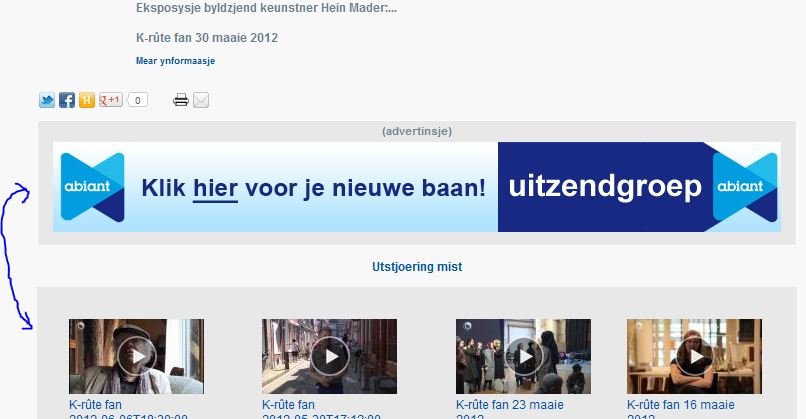 Eksposysje byldzjend keunstner Hein Mader:...
K-rûte fan 30 maaie 2012
Mear ynformaasje
+1 0
(advertinsje)
abiant Klik hier voor je nieuwe baan! uitzendgroep abiant
Utstjoering mist
K-rûte fan K-rûte fan K-rûte fan 23 maaie K-rûte fan 16 maaie
2012-06-06T18:30:00 2012-05-30T17:12:00 2012 2012